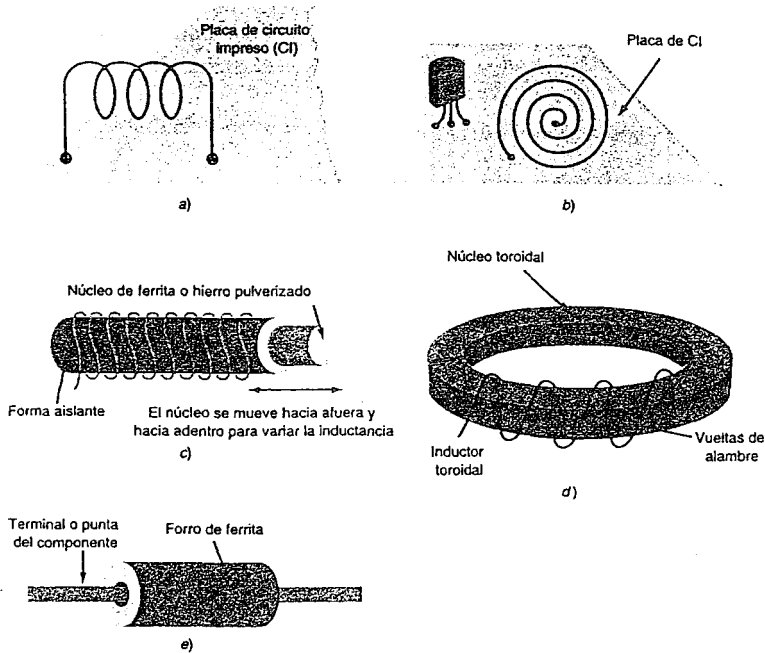 Placa de circuito
impreso (CI)
a)
Placa de CI
b)
Núcleo de ferrita o hierro pulverizado
Forma aislante
El núcleo se mueve hacia afuera y
hacia adentro para variar la inductancia
c)
Núcleo toroidal
Inductor
toroidal
Vueltas de
alambre
d)
Terminal o punta
del componente
Forro de ferrita
e)